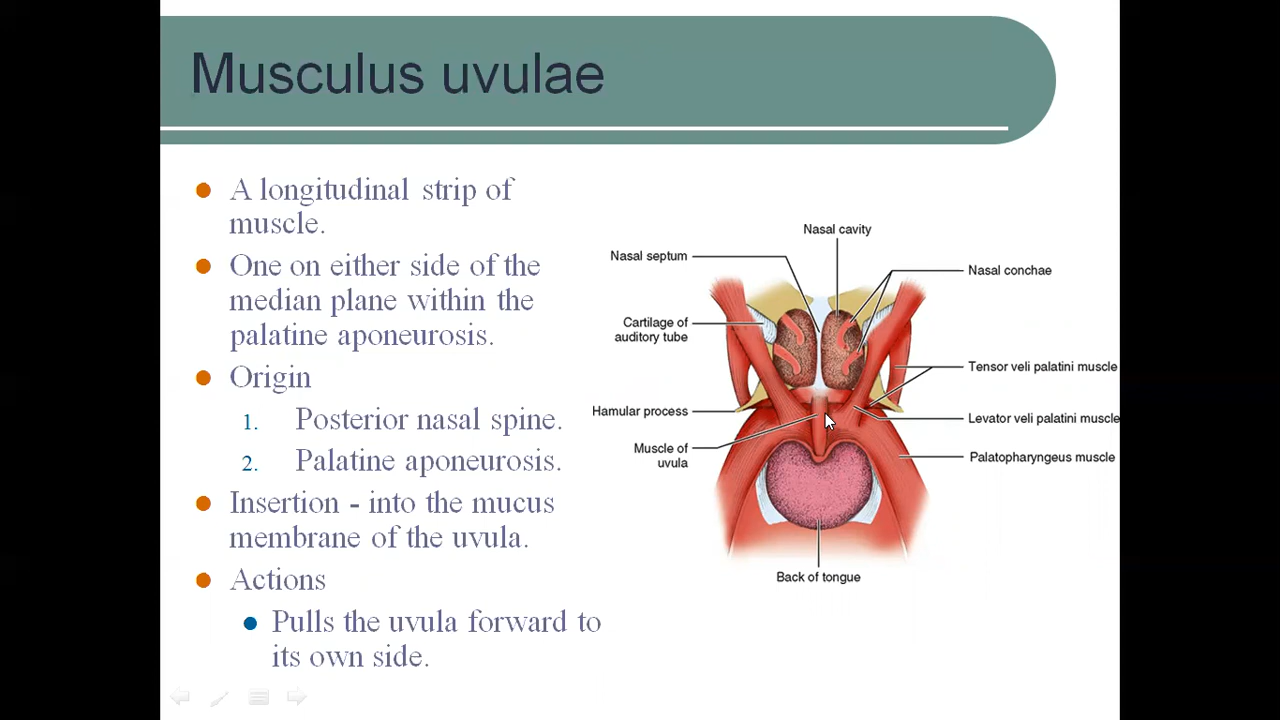 Musculus uvulae
A longitudinal strip of
muscle.
One on either side of the
median plane within the
palatine aponeurosis.
Origin
1. Posterior nasal spine.
2. Palatine aponeurosis.
Insertion - into the mucus
membrane of the uvula.
Actions
Pulls the uvula forward to
its own side.
Nasal cavity
Nasal septum
Nasal conchae
Cartilage of
auditory tube
Tensor veli palatini muscle
Hamular process
Levator veli palatini muscle
Muscle of
uvula
Palatopharyngeus muscle
Back of tongue